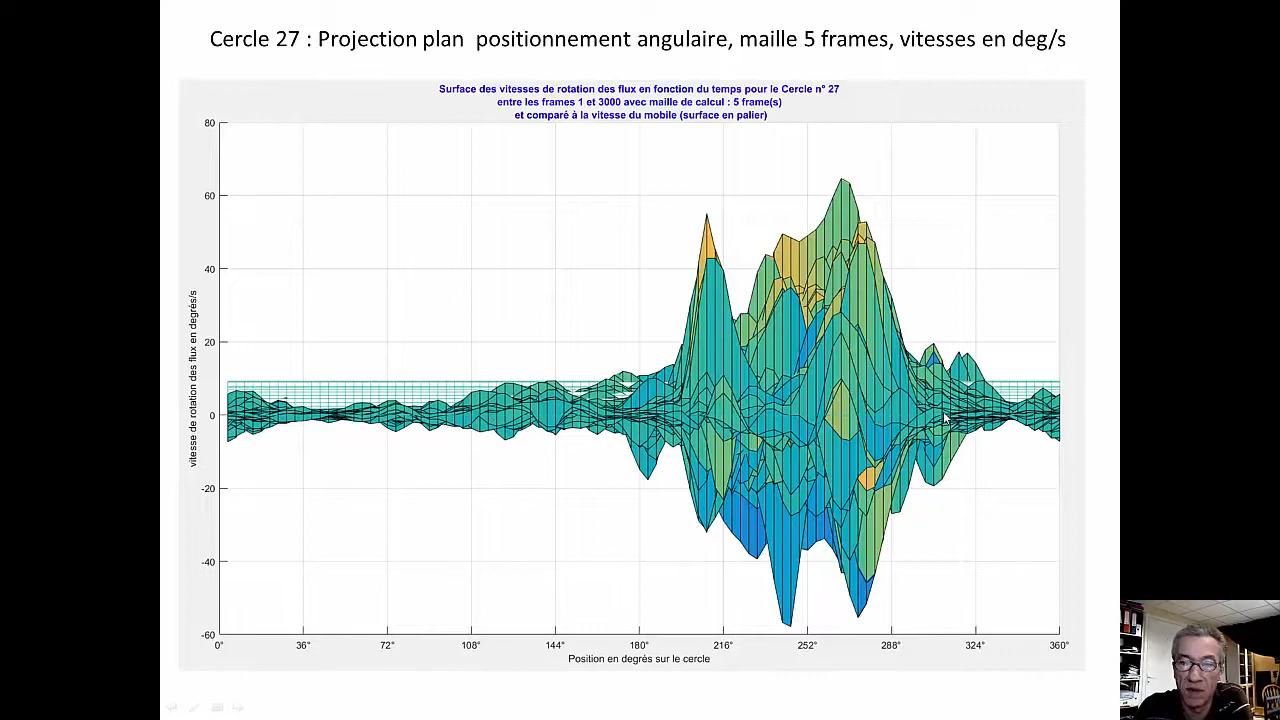 Cercle 27 : Projection plan positionnement angulaire, maille 5 frames, vitesses en deg/s
Surface des vitesses de rotation des flux en fonction du temps pour le Cercle n° 27
entre les frames 1 et 3000 avec maille de calcul : 5 frame(s)
et comparé à la vitesse du mobile (surface en palier)
vitesse de rotation des flux en degrés/s
80
60
40
20
0
-20
-40
-60
0° 36° 72° 108° 144° 180° 216° 252° 288° 324° 360°
Position en degrés sur le cercle